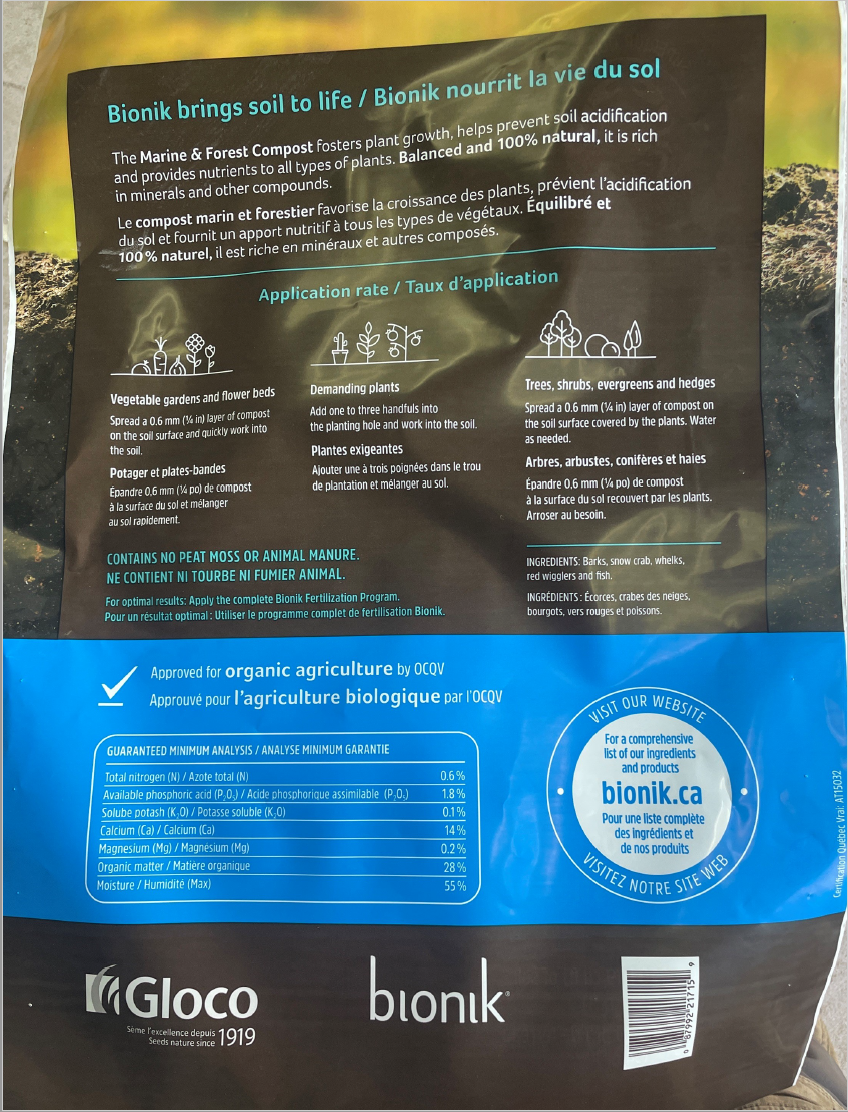 Bionik brings soil to life / Bionik nourrit la vie du sol
The Marine & Forest Compost fosters plant growth, helps prevent soil acidification
and provides nutrients to all types of plants. Balanced and 100% natural, it is rich
in minerals and other compounds.
Le compost marin et forestier favorise la croissance des plants, prévient l'acidification
du sol et fournit un apport nutritif à tous les types de végétaux. Équilibré et
100 % naturel, il est riche en minéraux et autres composés.
Application rate / Taux d'application
Vegetable gardens and flower beds
Spread a 0.6 mm (¼ in) layer of compost
on the soil surface and quickly work into
the soil.
Potager et plates-bandes
Épandre 0,6 mm (¼ po) de compost
à la surface du sol et mélanger
au sol rapidement.
Demanding plants
Add one to three handfuls into
the planting hole and work into the soil.
Plantes exigeantes
Ajouter une à trois poignées dans le trou
de plantation et mélanger au sol.
Trees, shrubs, evergreens and hedges
Spread a 0.6 mm (¼ in) layer of compost on
the soil surface covered by the plants. Water
as needed.
Arbres, arbustes, conifères et haies
Épandre 0,6 mm (¼ po) de compost
à la surface du sol recouvert par les plants.
Arroser au besoin.
CONTAINS NO PEAT MOSS OR ANIMAL MANURE.
NE CONTIENT NI TOURBE NI FUMIER ANIMAL.
For optimal results: Apply the complete Bionik Fertilization Program.
Pour un résultat optimal : Utiliser le programme complet de fertilisation Bionik.
INGREDIENTS: Barks, snow crab, whelks,
red wigglers and fish.
INGRÉDIENTS : Écorces, crabes des neiges,
bourgots, vers rouges et poissons.
Approved for organic agriculture by OCQV
Approuvé pour l'agriculture biologique par l'OCQV
GUARANTEED MINIMUM ANALYSIS / ANALYSE MINIMUM GARANTIE
Total nitrogen (N) / Azote total (N) 0.6 %
Available phosphoric acid (P₂O₅) / Acide phosphorique assimilable (P₂O₅) 1.8 %
Solube potash (K₂O) / Potasse soluble (K₂O) 0.1 %
Calcium (Ca) / Calcium (Ca) 14 %
Magnesium (Mg) / Magnésium (Mg) 0.2 %
Organic matter / Matière organique 28 %
Moisture / Humidité (Max) 55 %
VISIT OUR WEBSITE
For a comprehensive
list of our ingredients
and products
bionik.ca
Pour une liste complète
des ingrédients et
de nos produits
VISITEZ NOTRE SITE WEB
Certification Québec Vrai: AT15032
Gloco
Sème l'excellence depuis
Seeds nature since 1919
bionik®
0 67992 21715 9